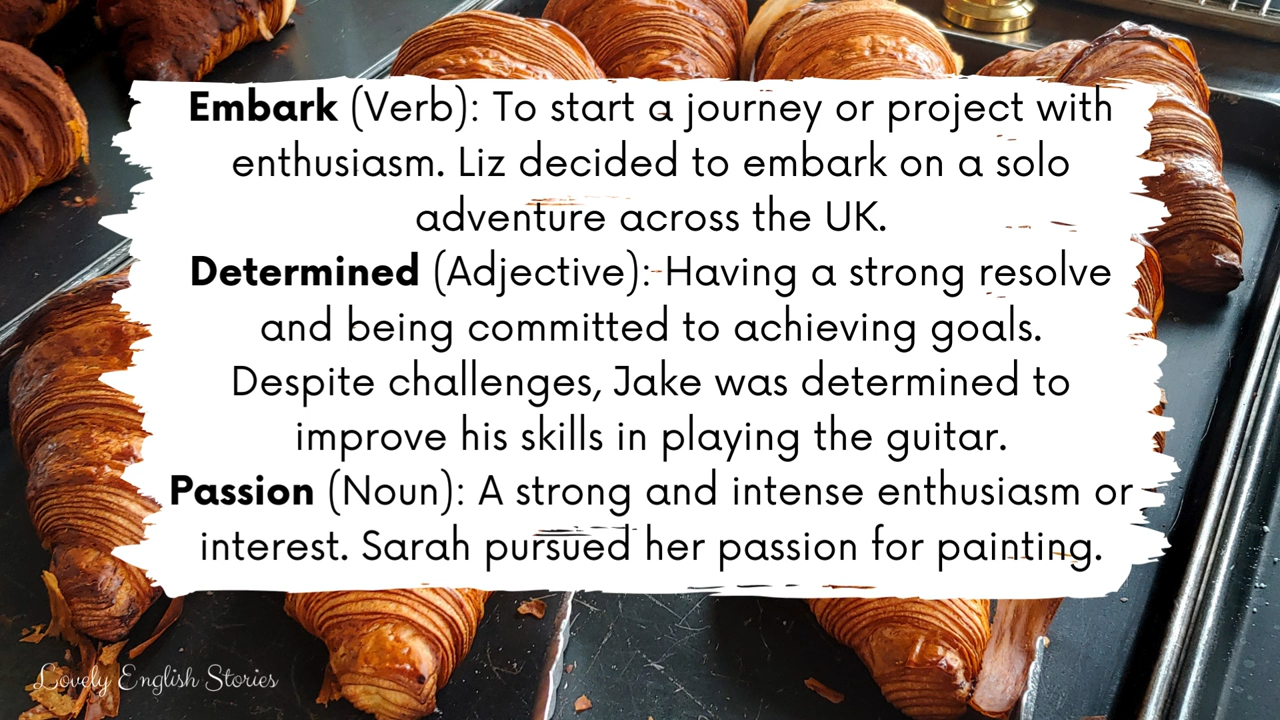 Embark (Verb): To start a journey or project with
enthusiasm. Liz decided to embark on a solo
adventure across the UK.
Determined (Adjective): Having a strong resolve
and being committed to achieving goals.
Despite challenges, Jake was determined to
improve his skills in playing the guitar.
Passion (Noun): A strong and intense enthusiasm or
interest. Sarah pursued her passion for painting.
Lovely English Stories